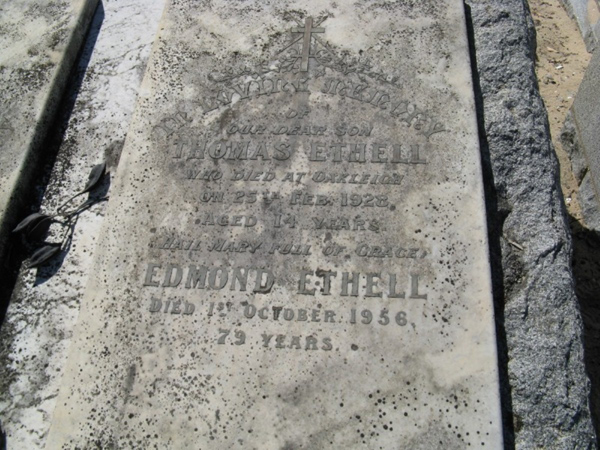 IN LOVING MEMORY
OF
OUR DEAR SON
THOMAS ETHELL
WHO DIED AT OAKLEIGH
ON 25TH FEB. 1928.
AGED 14 YEARS.
HAIL MARY FULL OF GRACE,
EDMOND ETHELL
DIED 1ST OCTOBER 1956.
79 YEARS.